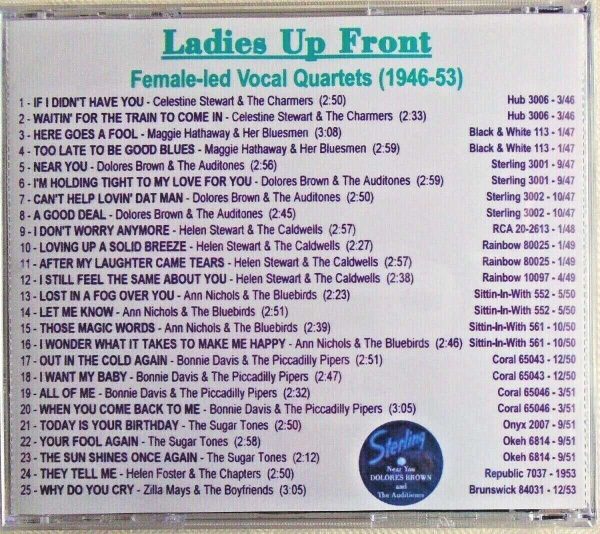 Ladies Up Front
Female-led Vocal Quartets (1946-53)
1 - IF I DIDN'T HAVE YOU - Celestine Stewart & The Charmers (2:50) Hub 3006 - 3/46
2 - WAITIN' FOR THE TRAIN TO COME IN - Celestine Stewart & The Charmers (2:33) Hub 3006 - 3/46
3 - HERE GOES A FOOL - Maggie Hathaway & Her Bluesmen (3:08) Black & White 113 - 1/47
4 - TOO LATE TO BE GOOD BLUES - Maggie Hathaway & Her Bluesmen (2:59) Black & White 113 - 1/47
5 - NEAR YOU - Dolores Brown & The Auditones (2:56) Sterling 3001 - 9/47
6 - I'M HOLDING TIGHT TO MY LOVE FOR YOU - Dolores Brown & The Auditones (2:59) Sterling 3001 - 9/47
7 - CAN'T HELP LOVIN' DAT MAN - Dolores Brown & The Auditones (2:50) Sterling 3002 - 10/47
8 - A GOOD DEAL - Dolores Brown & The Auditones (2:45) Sterling 3002 - 10/47
9 - I DON'T WORRY ANYMORE - Helen Stewart & The Caldwells (2:57) RCA 20-2613 - 1/48
10 - LOVING UP A SOLID BREEZE - Helen Stewart & The Caldwells (2:27) Rainbow 80025 - 1/49
11 - AFTER MY LAUGHTER CAME TEARS - Helen Stewart & The Caldwells (2:57) Rainbow 80025 - 1/49
12 - I STILL FEEL THE SAME ABOUT YOU - Helen Stewart & The Caldwells (2:38) Rainbow 10097 - 4/49
13 - LOST IN A FOG OVER YOU - Ann Nichols & The Bluebirds (2:23) Sittin-In-With 552 - 5/50
14 - LET ME KNOW - Ann Nichols & The Bluebirds (2:51) Sittin-In-With 552 - 5/50
15 - THOSE MAGIC WORDS - Ann Nichols & The Bluebirds (2:39) Sittin-In-With 561 - 10/50
16 - I WONDER WHAT IT TAKES TO MAKE ME HAPPY - Ann Nichols & The Bluebirds (2:46) Sittin-In-With 561 - 10/50
17 - OUT IN THE COLD AGAIN - Bonnie Davis & The Piccadilly Pipers (2:51) Coral 65043 - 12/50
18 - I WANT MY BABY - Bonnie Davis & The Piccadilly Pipers (2:47) Coral 65043 - 12/50
19 - ALL OF ME - Bonnie Davis & The Piccadilly Pipers (2:32) Coral 65046 - 3/51
20 - WHEN YOU COME BACK TO ME - Bonnie Davis & The Piccadilly Pipers (3:05) Coral 65046 - 3/51
21 - TODAY IS YOUR BIRTHDAY - The Sugar Tones (2:50) Onyx 2007 - 9/51
22 - YOUR FOOL AGAIN - The Sugar Tones (2:58) Okeh 6814 - 9/51
23 - THE SUN SHINES ONCE AGAIN - The Sugar Tones (2:12) Okeh 6814 - 9/51
24 - THEY TELL ME - Helen Foster & The Chapters (2:50) Republic 7037 - 1953
25 - WHY DO YOU CRY - Zilla Mays & The Boyfriends (3:05) Brunswick 84031 - 12/53
Sterling
Near You
DOLORES BROWN
and
The Auditones